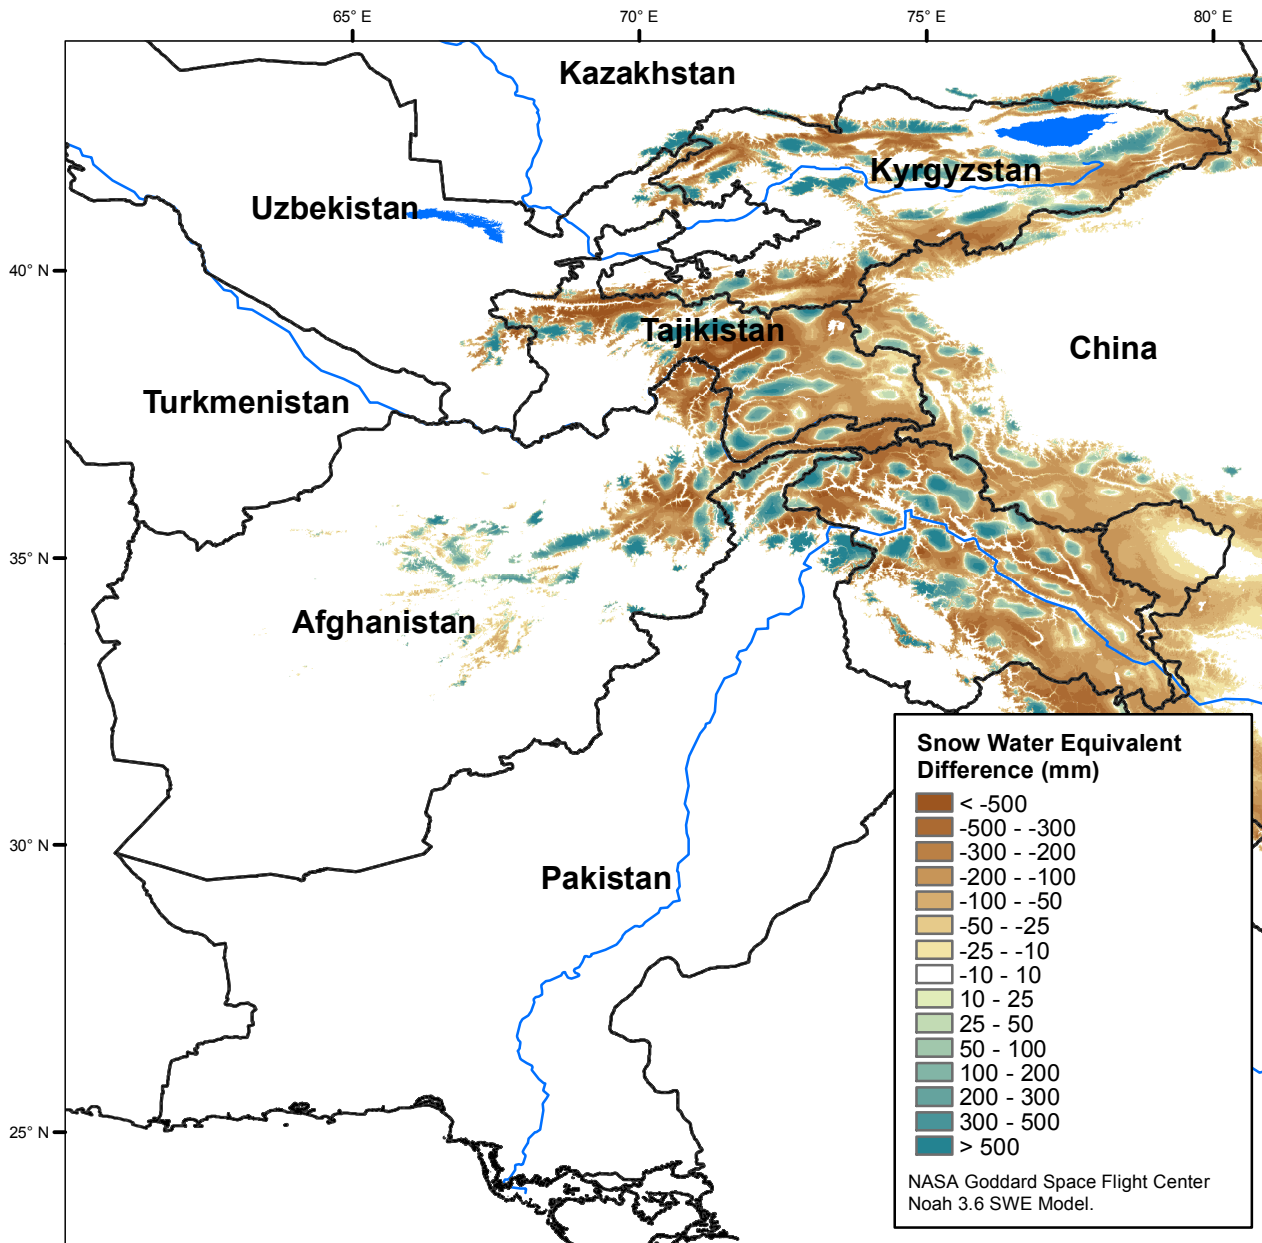 65° E
70° E
75° E
80° E
Kazakhstan
Kyrgyzstan
Uzbekistan
40° N
Tajikistan
China
Turkmenistan
35° N
Afghanistan
30° N
Pakistan
25° N
Snow Water Equivalent
Difference (mm)
< -500
-500 - -300
-300 - -200
-200 - -100
-100 - -50
-50 - -25
-25 - -10
-10 - 10
10 - 25
25 - 50
50 - 100
100 - 200
200 - 300
300 - 500
> 500
NASA Goddard Space Flight Center
Noah 3.6 SWE Model.